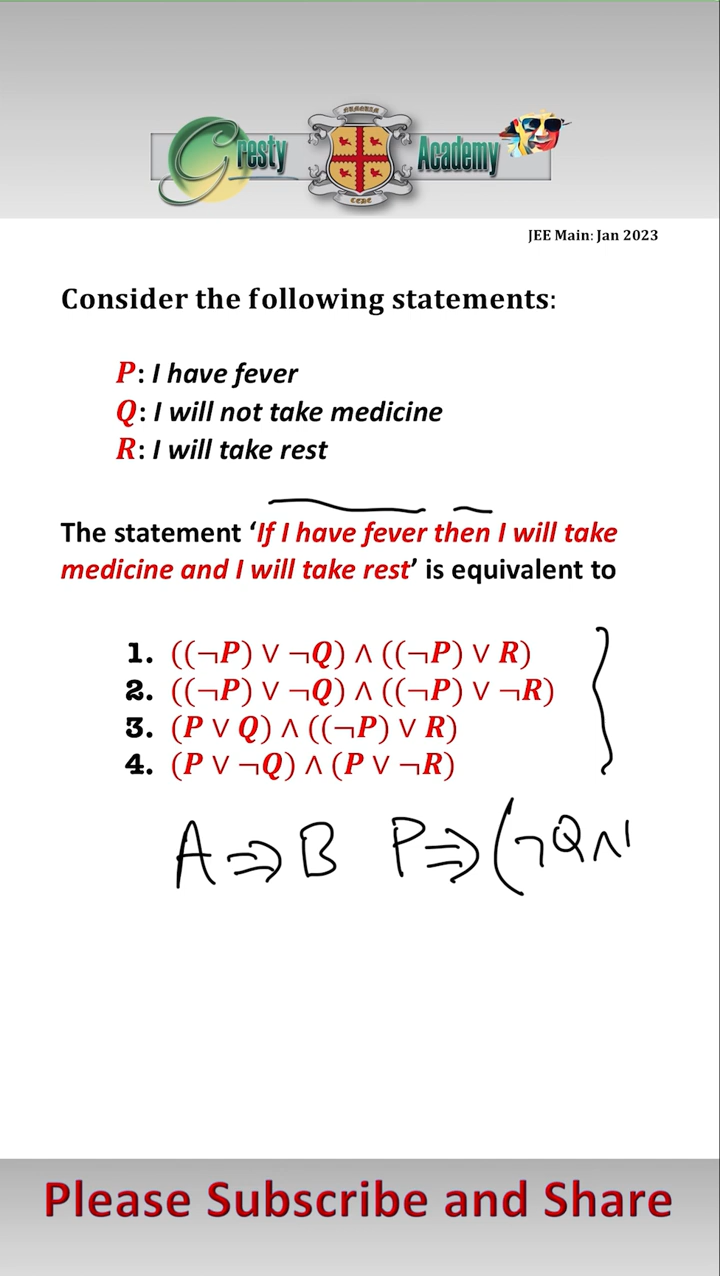 Gresty Academy
JEE Main: Jan 2023
Consider the following statements:
P: I have fever
Q: I will not take medicine
R: I will take rest
The statement ‘If I have fever then I will take
medicine and I will take rest’ is equivalent to
1. ((¬P) ∨ ¬Q) ∧ ((¬P) ∨ R)
2. ((¬P) ∨ ¬Q) ∧ ((¬P) ∨ ¬R)
3. (P ∨ Q) ∧ ((¬P) ∨ R)
4. (P ∨ ¬Q) ∧ (P ∨ ¬R)
A ⇒ B P ⇒ (¬Q ∧
Please Subscribe and Share